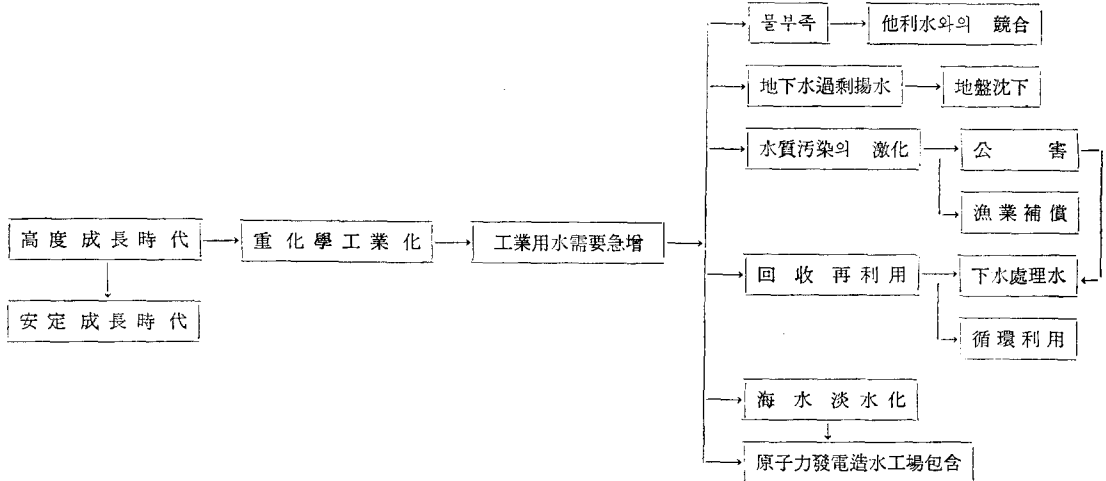 물부족
他利水와의 競合
地下水過剩揚水
地盤沈下
水質汚染의 激化
公 害
漁業補償
高度成長時代
重化學工業化
工業用水需要急增
回收再利用
下水處理水
安定成長時代
循環利用
海水淡水化
原子力發電造水工場包含